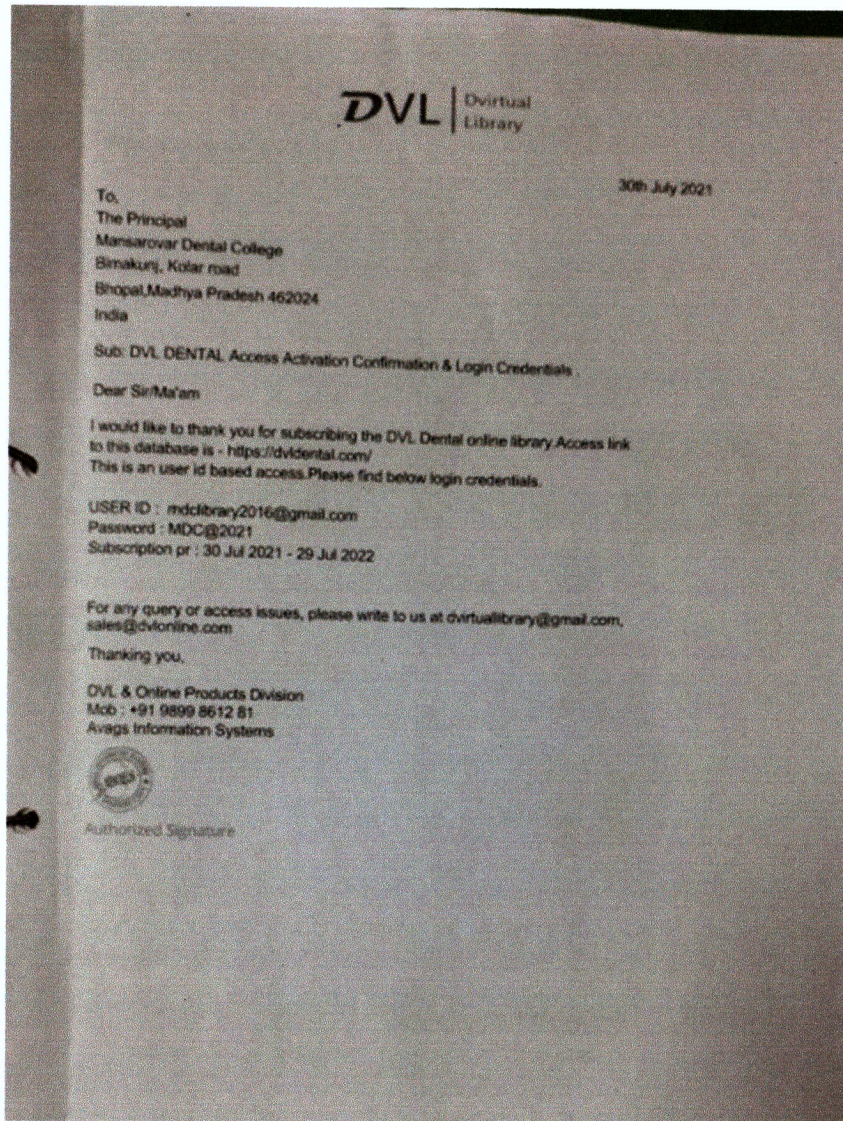 DVL
Dvirtual
Library
30th July 2021
To,
The Principal
Mansarovar Dental College
Birnakunj, Kolar road
Bhopal,Madhya Pradesh 462024
India
Sub: DVL DENTAL Access Activation Confirmation & Login Credentials .
Dear Sir/Ma'am
I would like to thank you for subscribing the DVL Dental online library.Access link
to this database is - https://dvldental.com/
This is an user id based access.Please find below login credentials.
USER ID : mdclibrary2016@gmail.com
Password : MDC@2021
Subscription pr : 30 Jul 2021 - 29 Jul 2022
For any query or access issues, please write to us at dvirtuallibrary@gmail.com,
sales@dvlonline.com
Thanking you,
DVL & Online Products Division
Mob : +91 9899 8612 81
Avags Information Systems
Authorized Signature